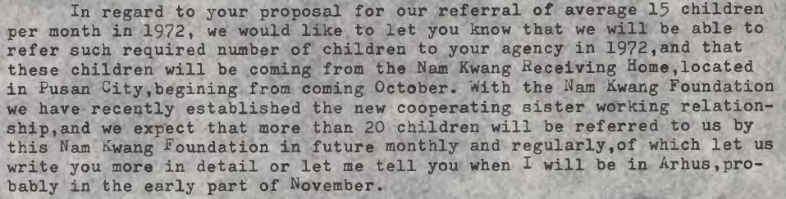 In regard to your proposal for our referral of average 15 children
per month in 1972, we would like to let you know that we will be able to
refer such required number of children to your agency in 1972,and that
these children will be coming from the Nam Kwang Receiving Home,located
in Pusan City,begining from coming October. With the Nam Kwang Foundation
we have recently established the new cooperating sister working relation-
ship,and we expect that more than 20 children will be referred to us by
this Nam Kwang Foundation in future monthly and regularly,of which let us
write you more in detail or let me tell you when I will be in Arhus,pro-
bably in the early part of November.